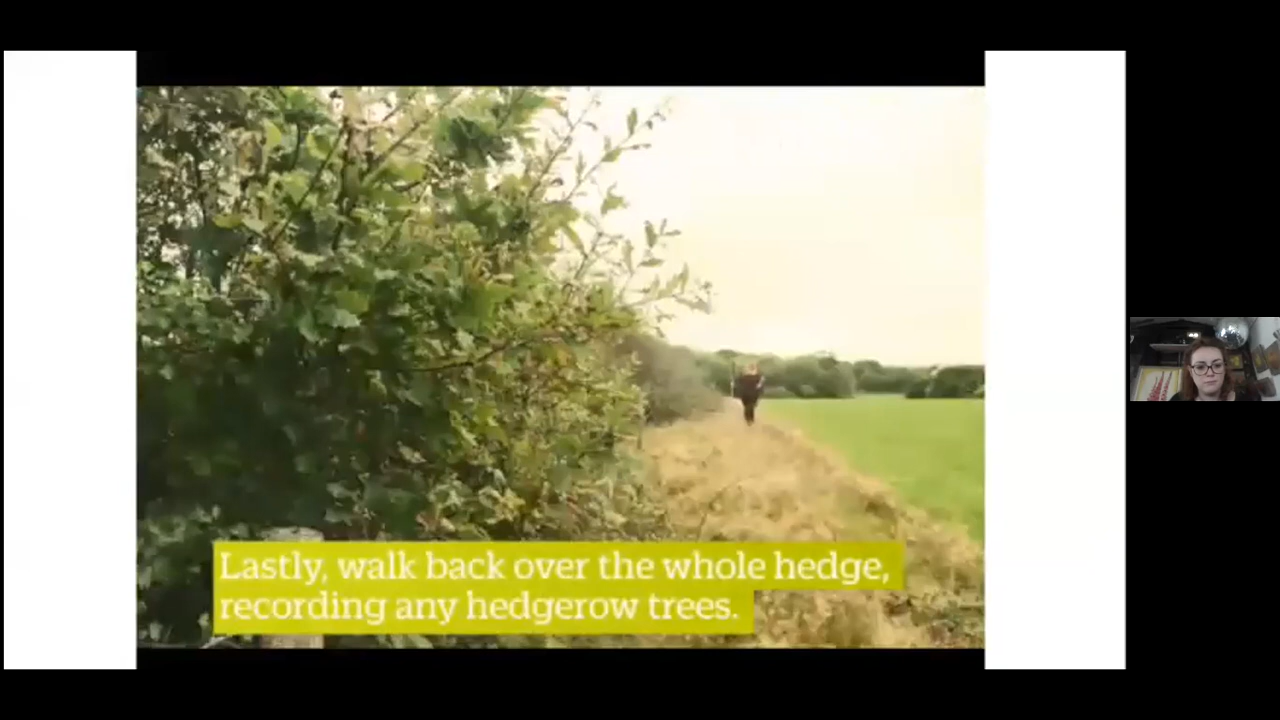 Lastly, walk back over the whole hedge,
recording any hedgerow trees.